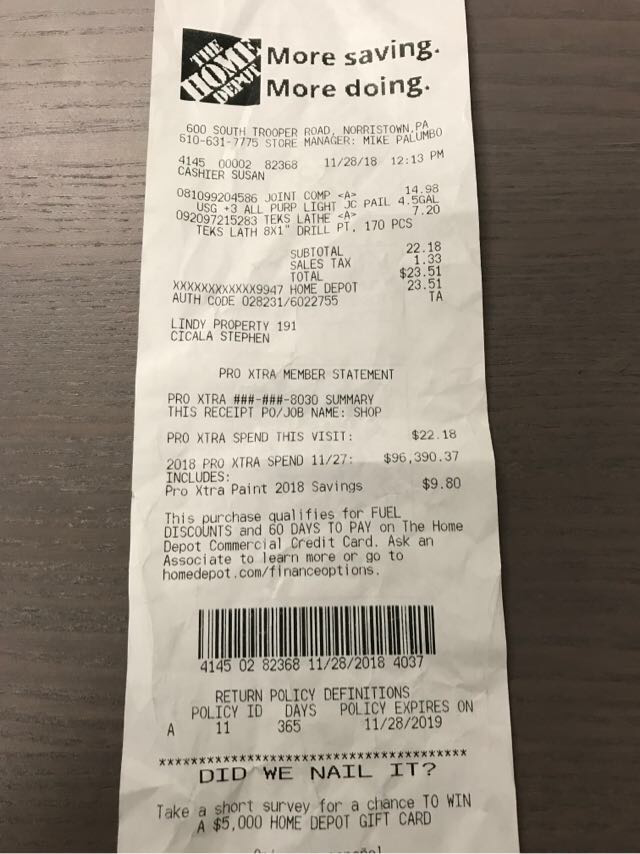 THE
HOME
DEPOT
More saving.
More doing.
600 SOUTH TROOPER ROAD, NORRISTOWN,PA
610-631-7775 STORE MANAGER: MIKE PALUMBO
4145 00002 82368 11/28/18 12:13 PM
CASHIER SUSAN
081099204586 JOINT COMP <A> 14.98
USG +3 ALL PURP LIGHT JC PAIL 4.5GAL
092097215283 TEKS LATHE <A> 7.20
TEKS LATH 8X1" DRILL PT, 170 PCS
SUBTOTAL 22.18
SALES TAX 1.33
TOTAL $23.51
XXXXXXXXXXXX9947 HOME DEPOT 23.51
AUTH CODE 028231/6022755 TA
LINDY PROPERTY 191
CICALA STEPHEN
PRO XTRA MEMBER STATEMENT
PRO XTRA ###-###-8030 SUMMARY
THIS RECEIPT PO/JOB NAME: SHOP
PRO XTRA SPEND THIS VISIT: $22.18
2018 PRO XTRA SPEND 11/27: $96,390.37
INCLUDES:
Pro Xtra Paint 2018 Savings $9.80
This purchase qualifies for FUEL
DISCOUNTS and 60 DAYS TO PAY on The Home
Depot Commercial Credit Card. Ask an
Associate to learn more or go to
homedepot.com/financeoptions.
4145 02 82368 11/28/2018 4037
RETURN POLICY DEFINITIONS
POLICY ID DAYS POLICY EXPIRES ON
A 11 365 11/28/2019
****************************************
DID WE NAIL IT?
Take a short survey for a chance TO WIN
A $5,000 HOME DEPOT GIFT CARD